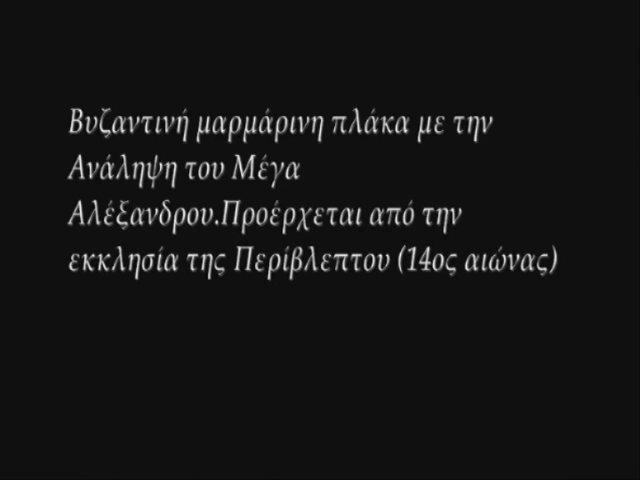 Βυζαντινή μαρμάρινη πλάκα με την
Ανάληψη του Μέγα
Αλέξανδρου.Προέρχεται από την
εκκλησία της Περίβλεπτου (14ος αιώνας)